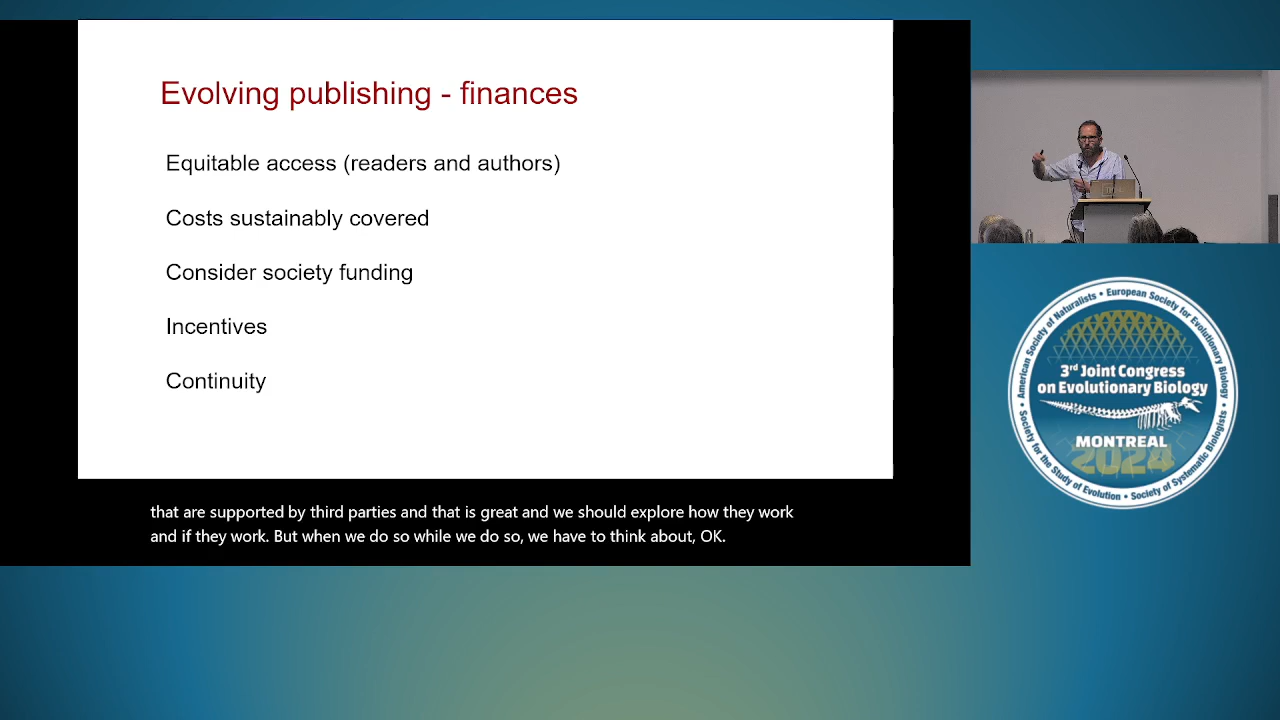 Evolving publishing - finances
Equitable access (readers and authors)
Costs sustainably covered
Consider society funding
Incentives
Continuity
that are supported by third parties and that is great and we should explore how they work
and if they work. But when we do so while we do so, we have to think about, OK.
American Society of Naturalists • European Society for Evolutionary Biology • Society of Systematic Biologists • Society for the Study of Evolution •
3rd Joint Congress
on Evolutionary Biology
MONTREAL
2024